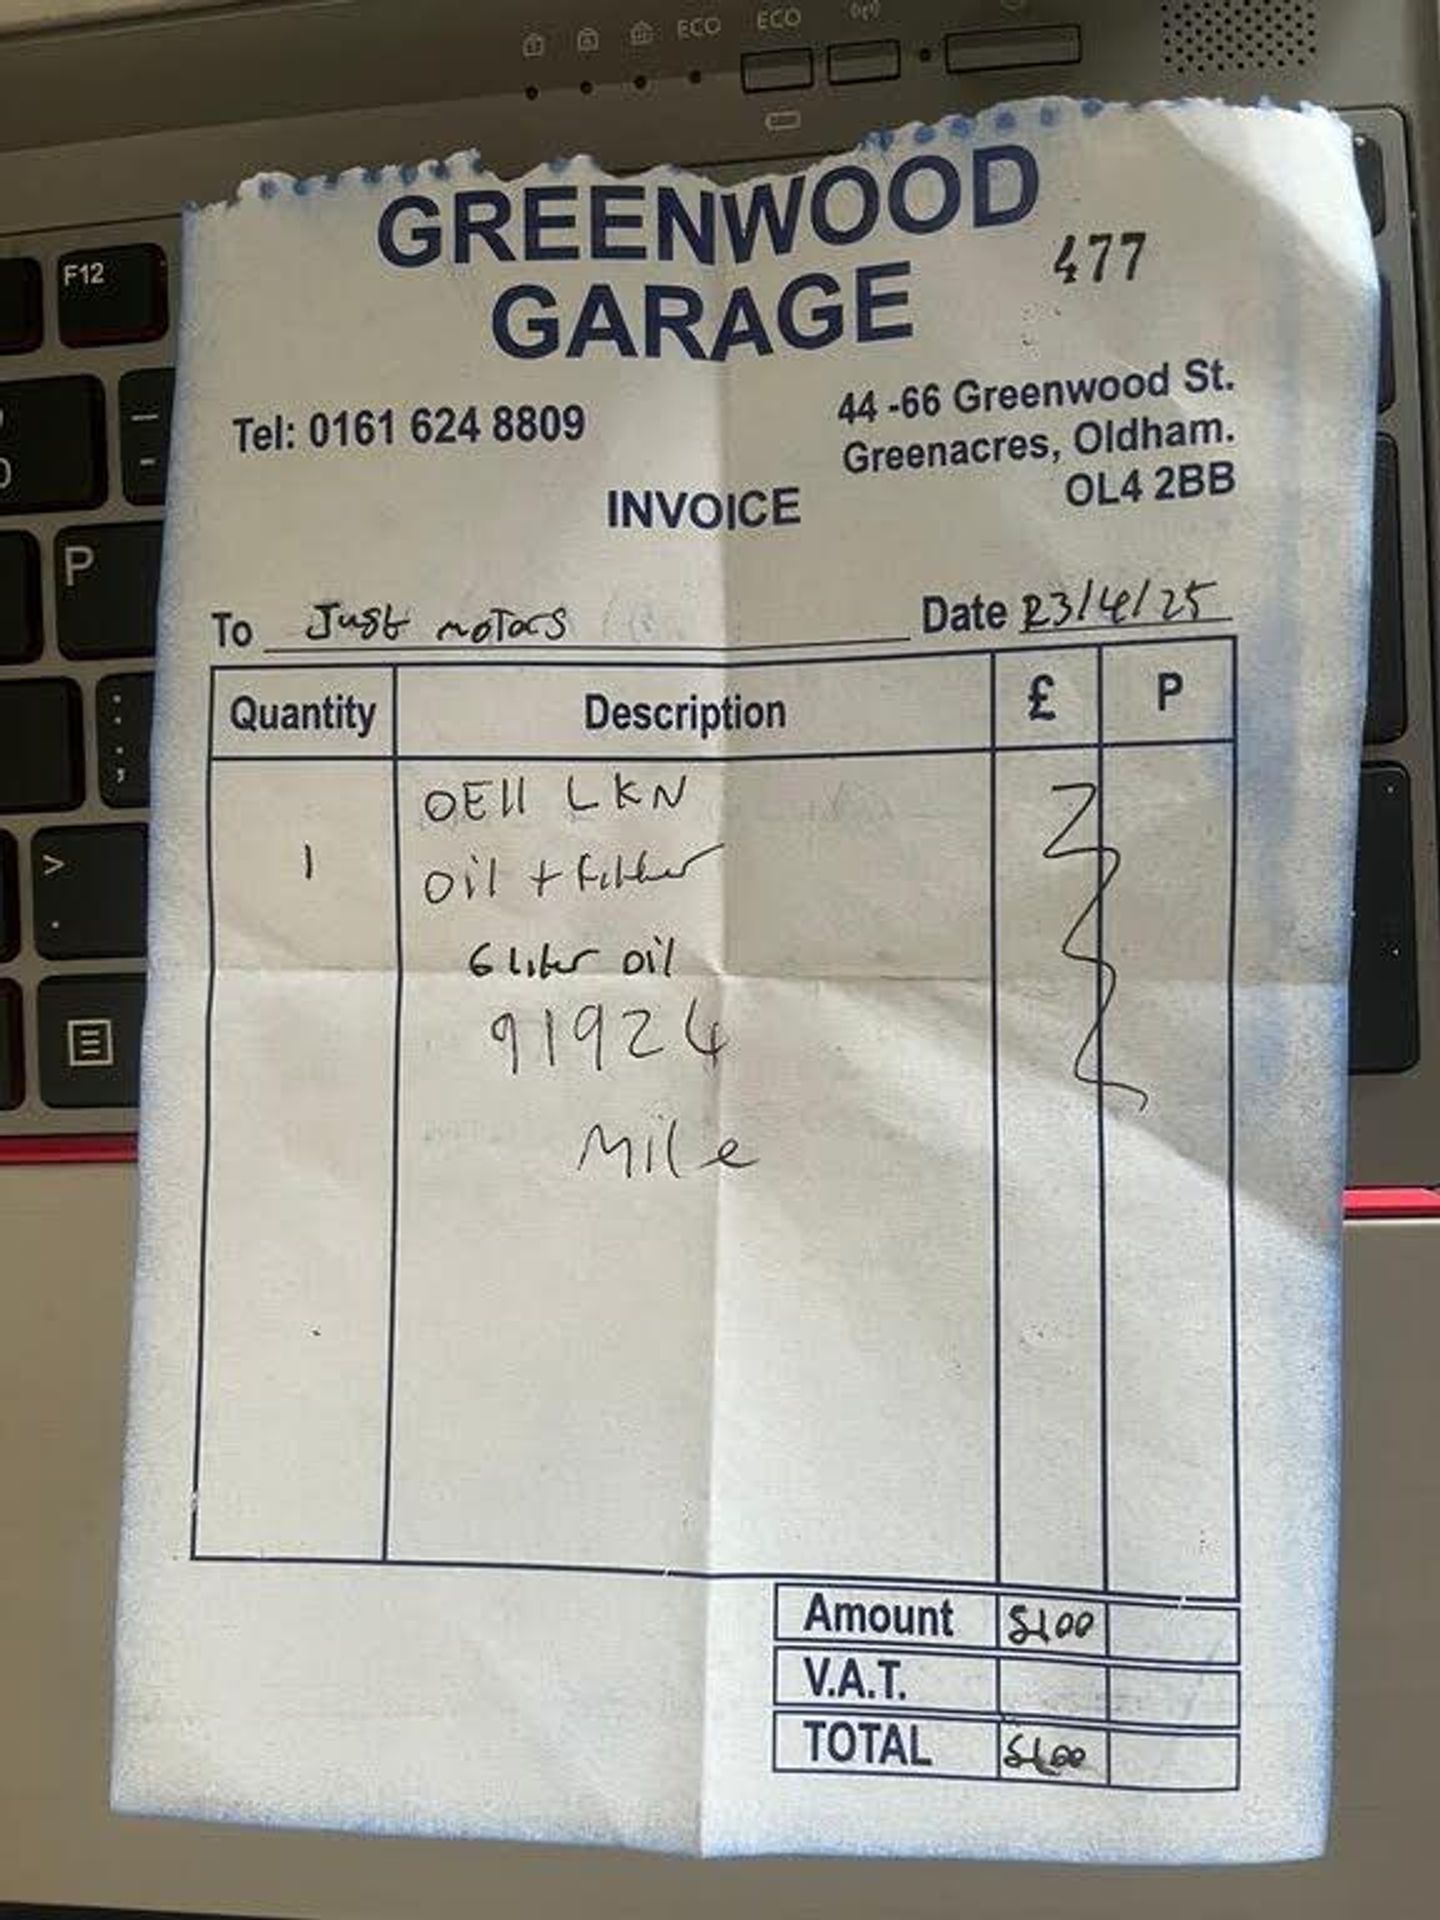 ECO ECO
F12
P
GREENWOOD
GARAGE
477
Tel: 0161 624 8809
44 -66 Greenwood St.
Greenacres, Oldham.
OL4 2BB
INVOICE
To Just motors
Date 23/4/25
Quantity Description £ P
OE11 LKN
1 Oil + filter
6 liter oil
91924
Mile
Amount £100
V.A.T.
TOTAL £100